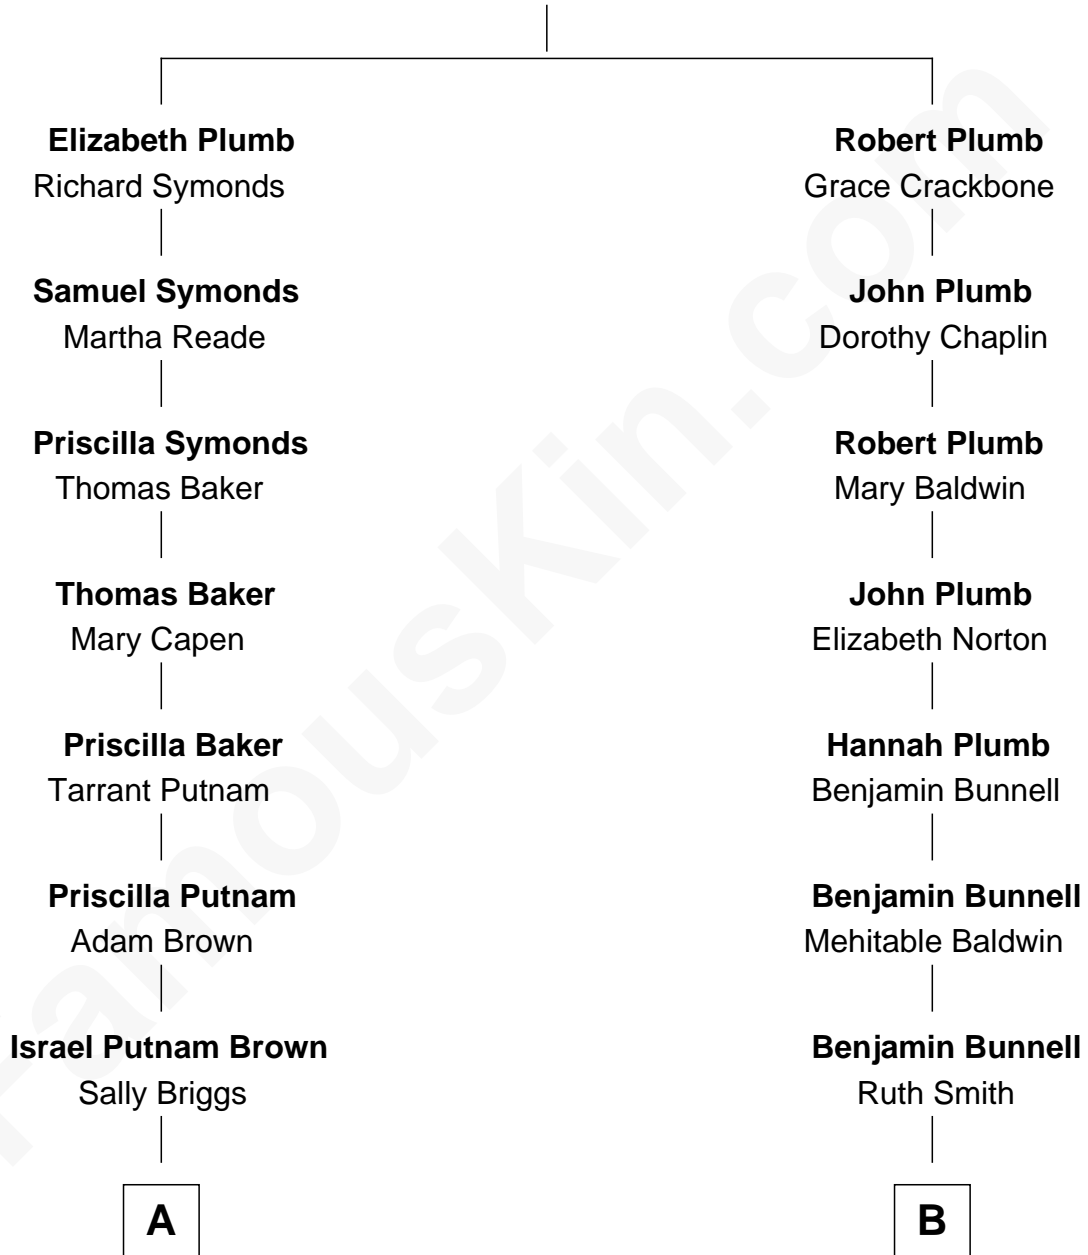 Elizabeth Plumb
Richard Symonds
Samuel Symonds
Martha Reade
Priscilla Symonds
Thomas Baker
Thomas Baker
Mary Capen
Priscilla Baker
Tarrant Putnam
Priscilla Putnam
Adam Brown
Israel Putnam Brown
Sally Briggs
A
Robert Plumb
Grace Crackbone
John Plumb
Dorothy Chaplin
Robert Plumb
Mary Baldwin
John Plumb
Elizabeth Norton
Hannah Plumb
Benjamin Bunnell
Benjamin Bunnell
Mehitable Baldwin
Benjamin Bunnell
Ruth Smith
B
FamousKin.com